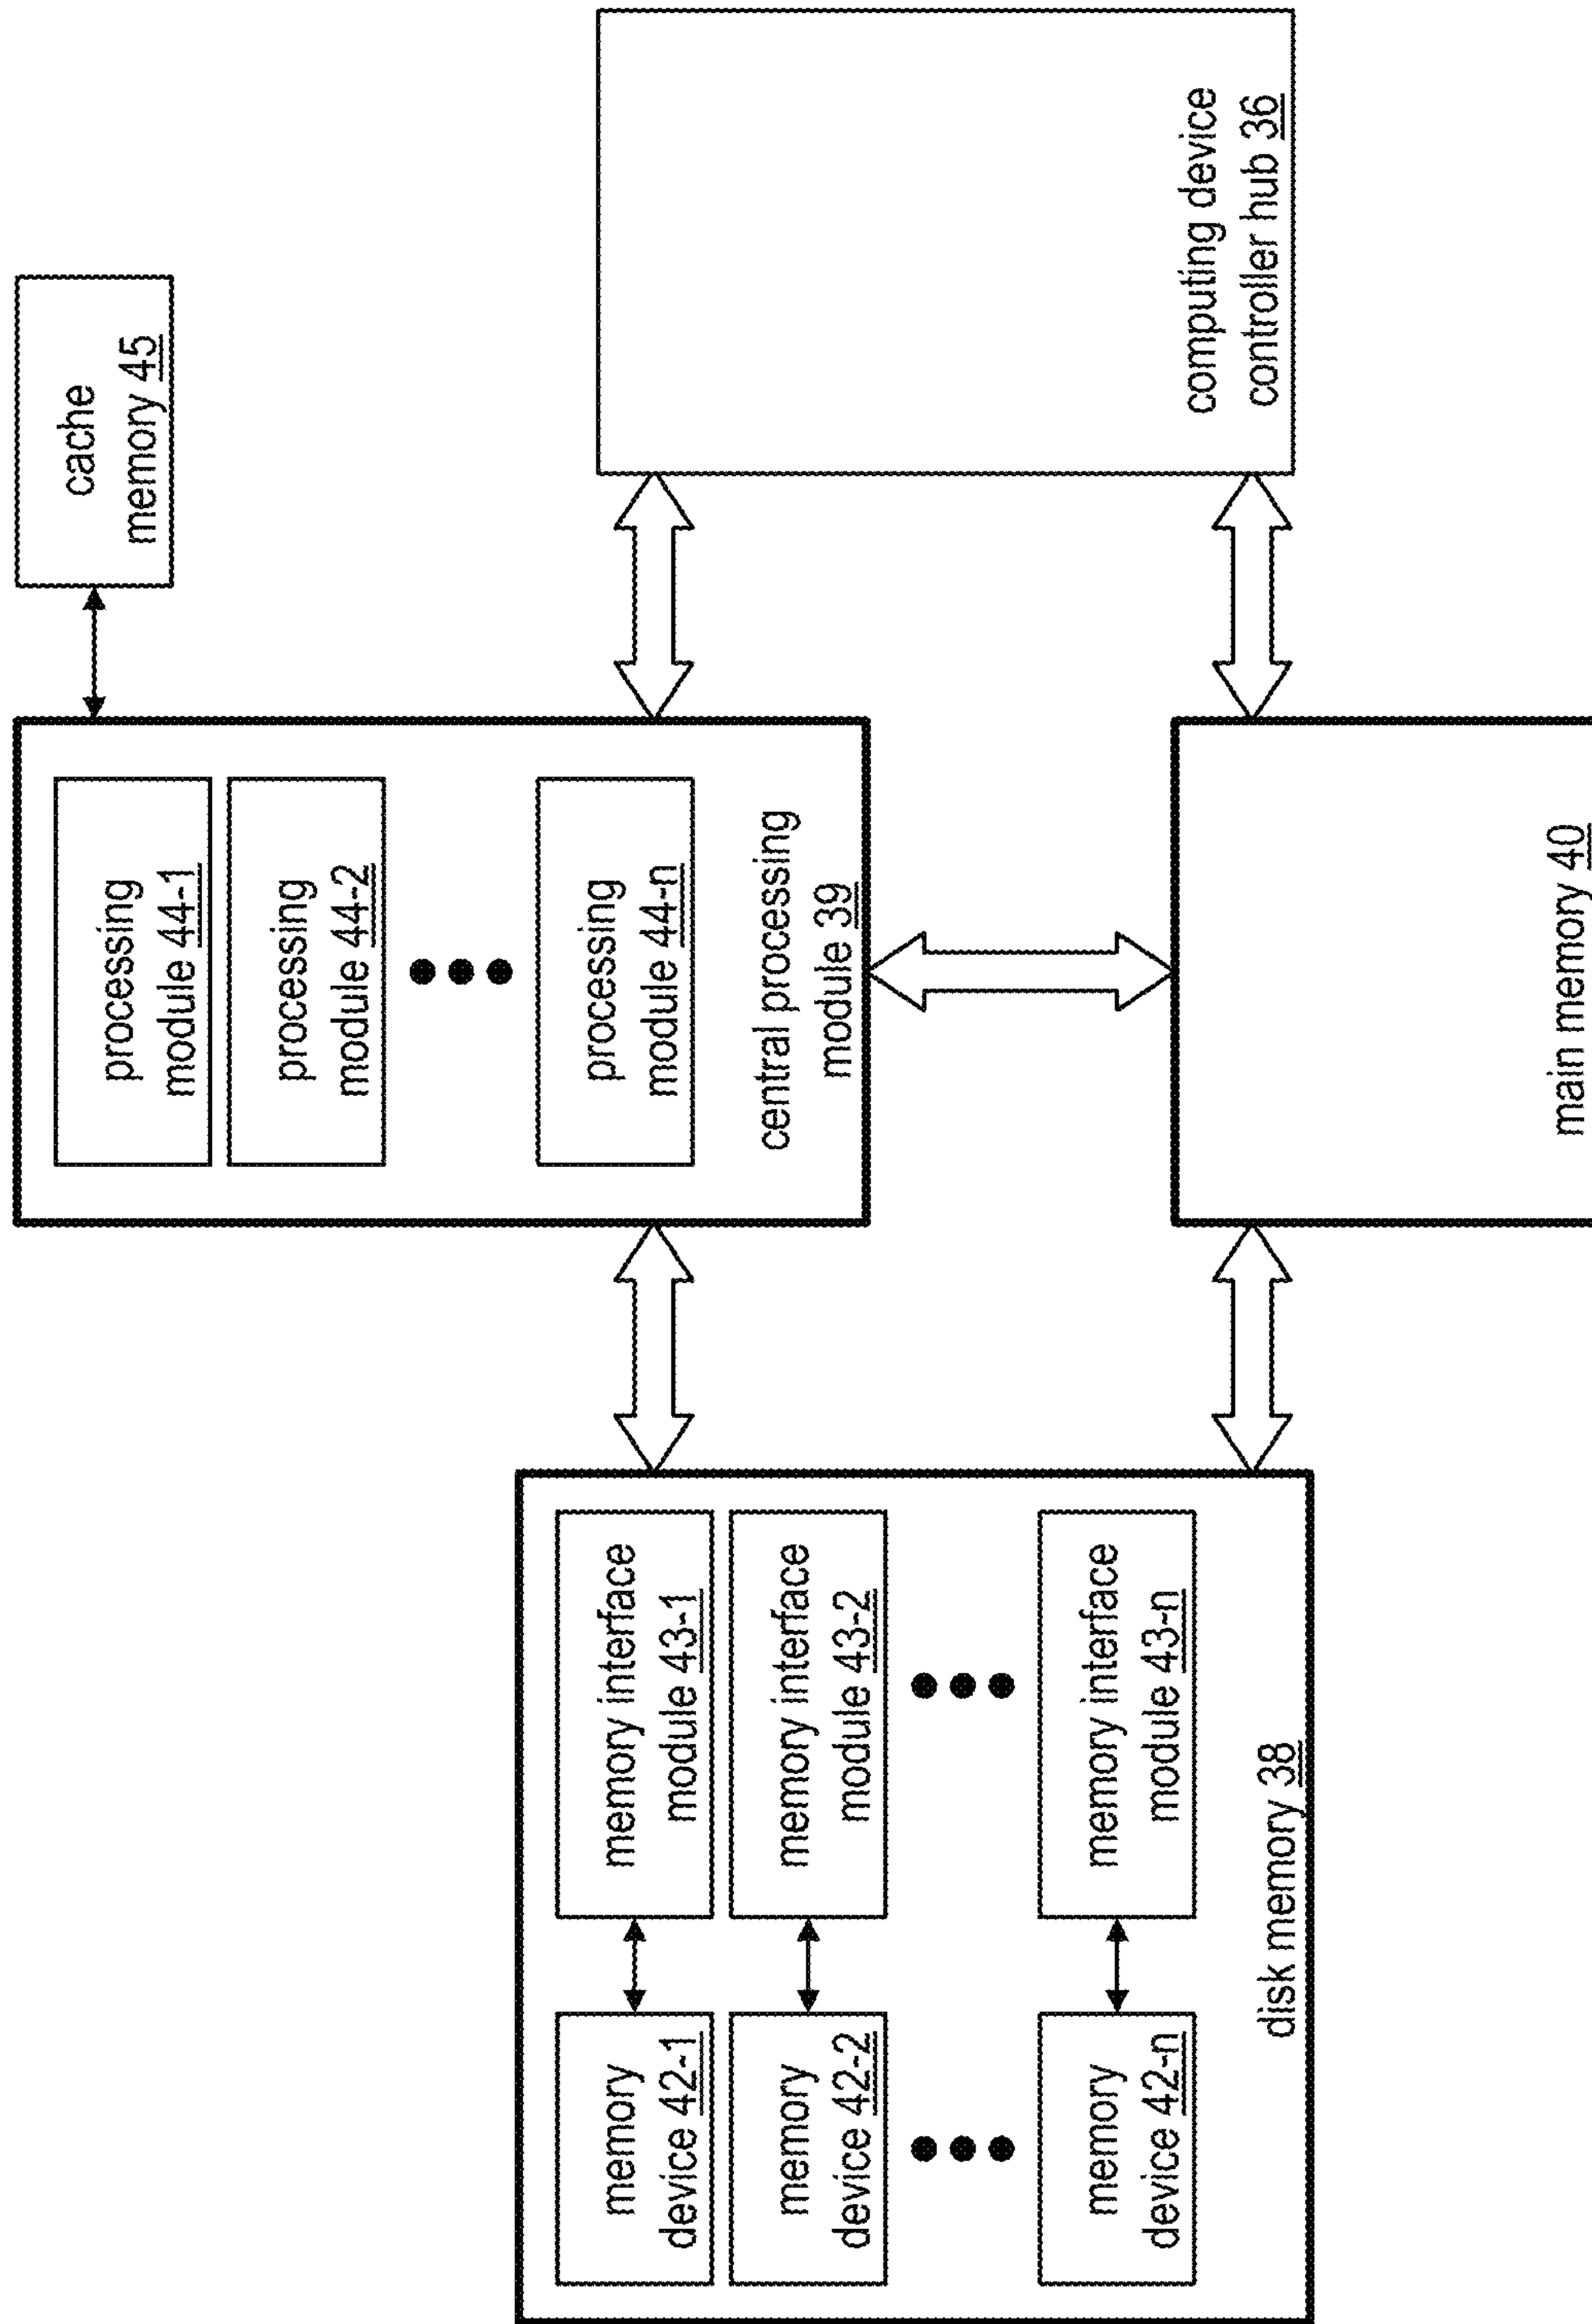 memory
device 42-1
memory interface
module 43-1
memory
device 42-2
memory interface
module 43-2
memory
device 42-n
memory interface
module 43-n
disk memory 38
processing
module 44-1
processing
module 44-2
processing
module 44-n
central processing
module 39
cache
memory 45
main memory 40
computing device
controller hub 36